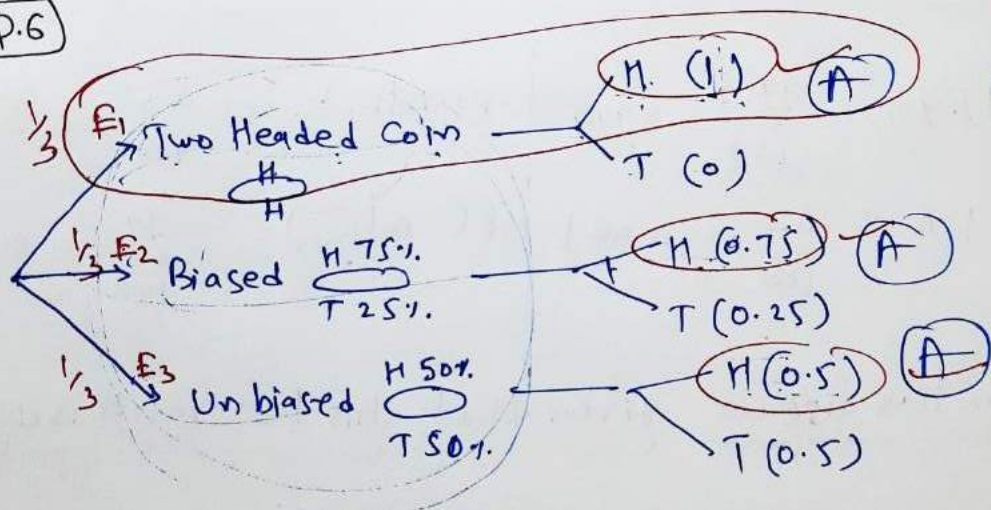 P.6
H (1) A
1/3 E1 Two Headed Coin
T (0)
H
H
1/3 E2 Biased H 75%. H (0.75) A
T 25%. T (0.25)
1/3 E3 Unbiased H 50%. H (0.5) A
T 50%. T (0.5)